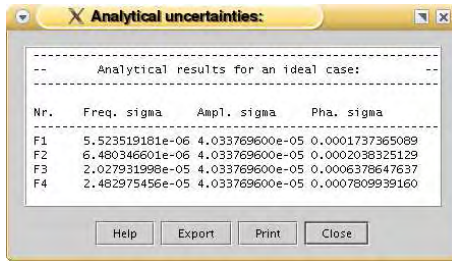 Analytical uncertainties:
-- Analytical results for an ideal case: --
Nr. Freq. sigma Ampl. sigma Pha. sigma
F1 5.523519181e-06 4.033769600e-05 0.0001737365089
F2 6.480346601e-06 4.033769600e-05 0.0002038325129
F3 2.027931998e-05 4.033769600e-05 0.0006378647637
F4 2.482975456e-05 4.033769600e-05 0.0007809939160
Help Export Print Close